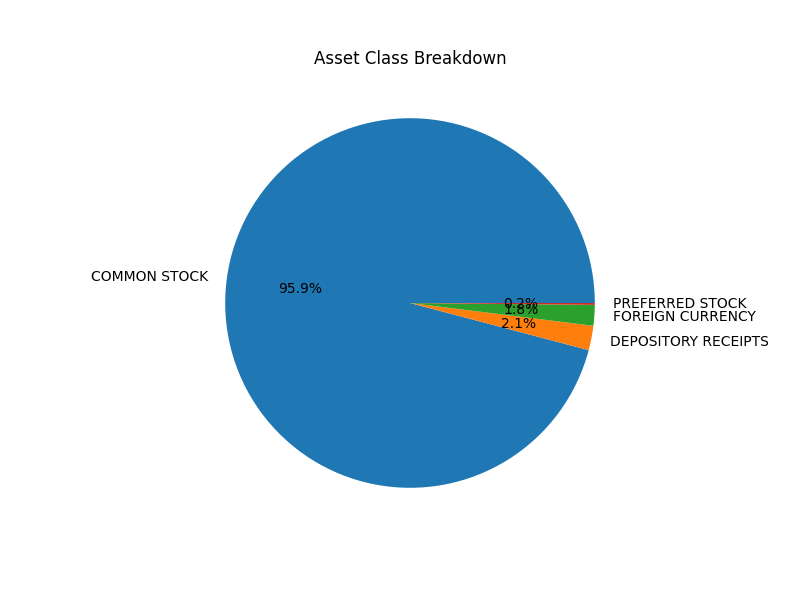 Asset Class Breakdown
COMMON STOCK
95.9%
0.2%
PREFERRED STOCK
1.8%
FOREIGN CURRENCY
2.1%
DEPOSITORY RECEIPTS